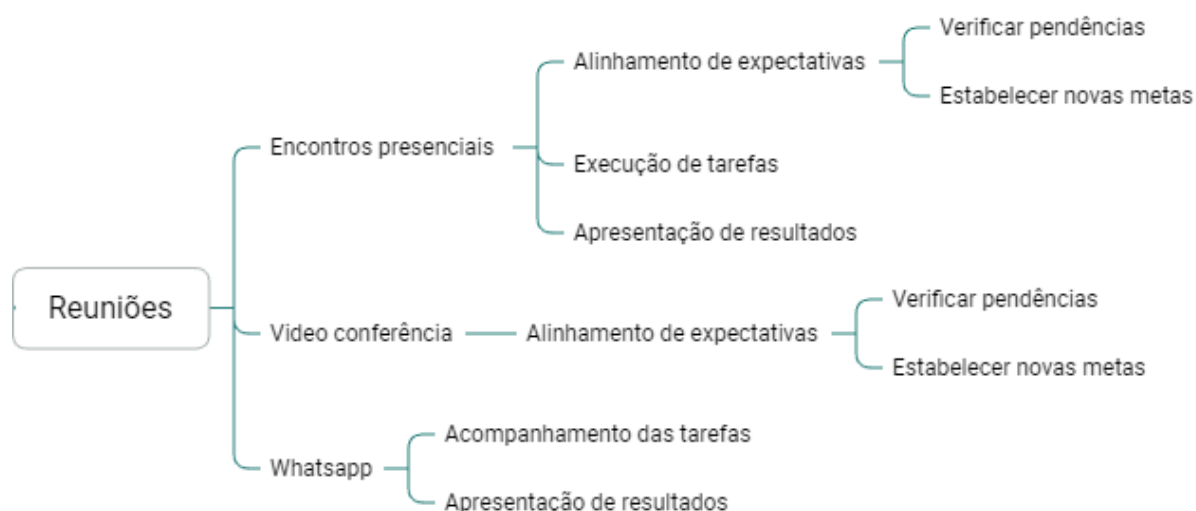 Reuniões
Encontros presenciais
Alinhamento de expectativas
Verificar pendências
Estabelecer novas metas
Execução de tarefas
Apresentação de resultados
Video conferência
Alinhamento de expectativas
Verificar pendências
Estabelecer novas metas
Whatsapp
Acompanhamento das tarefas
Apresentação de resultados